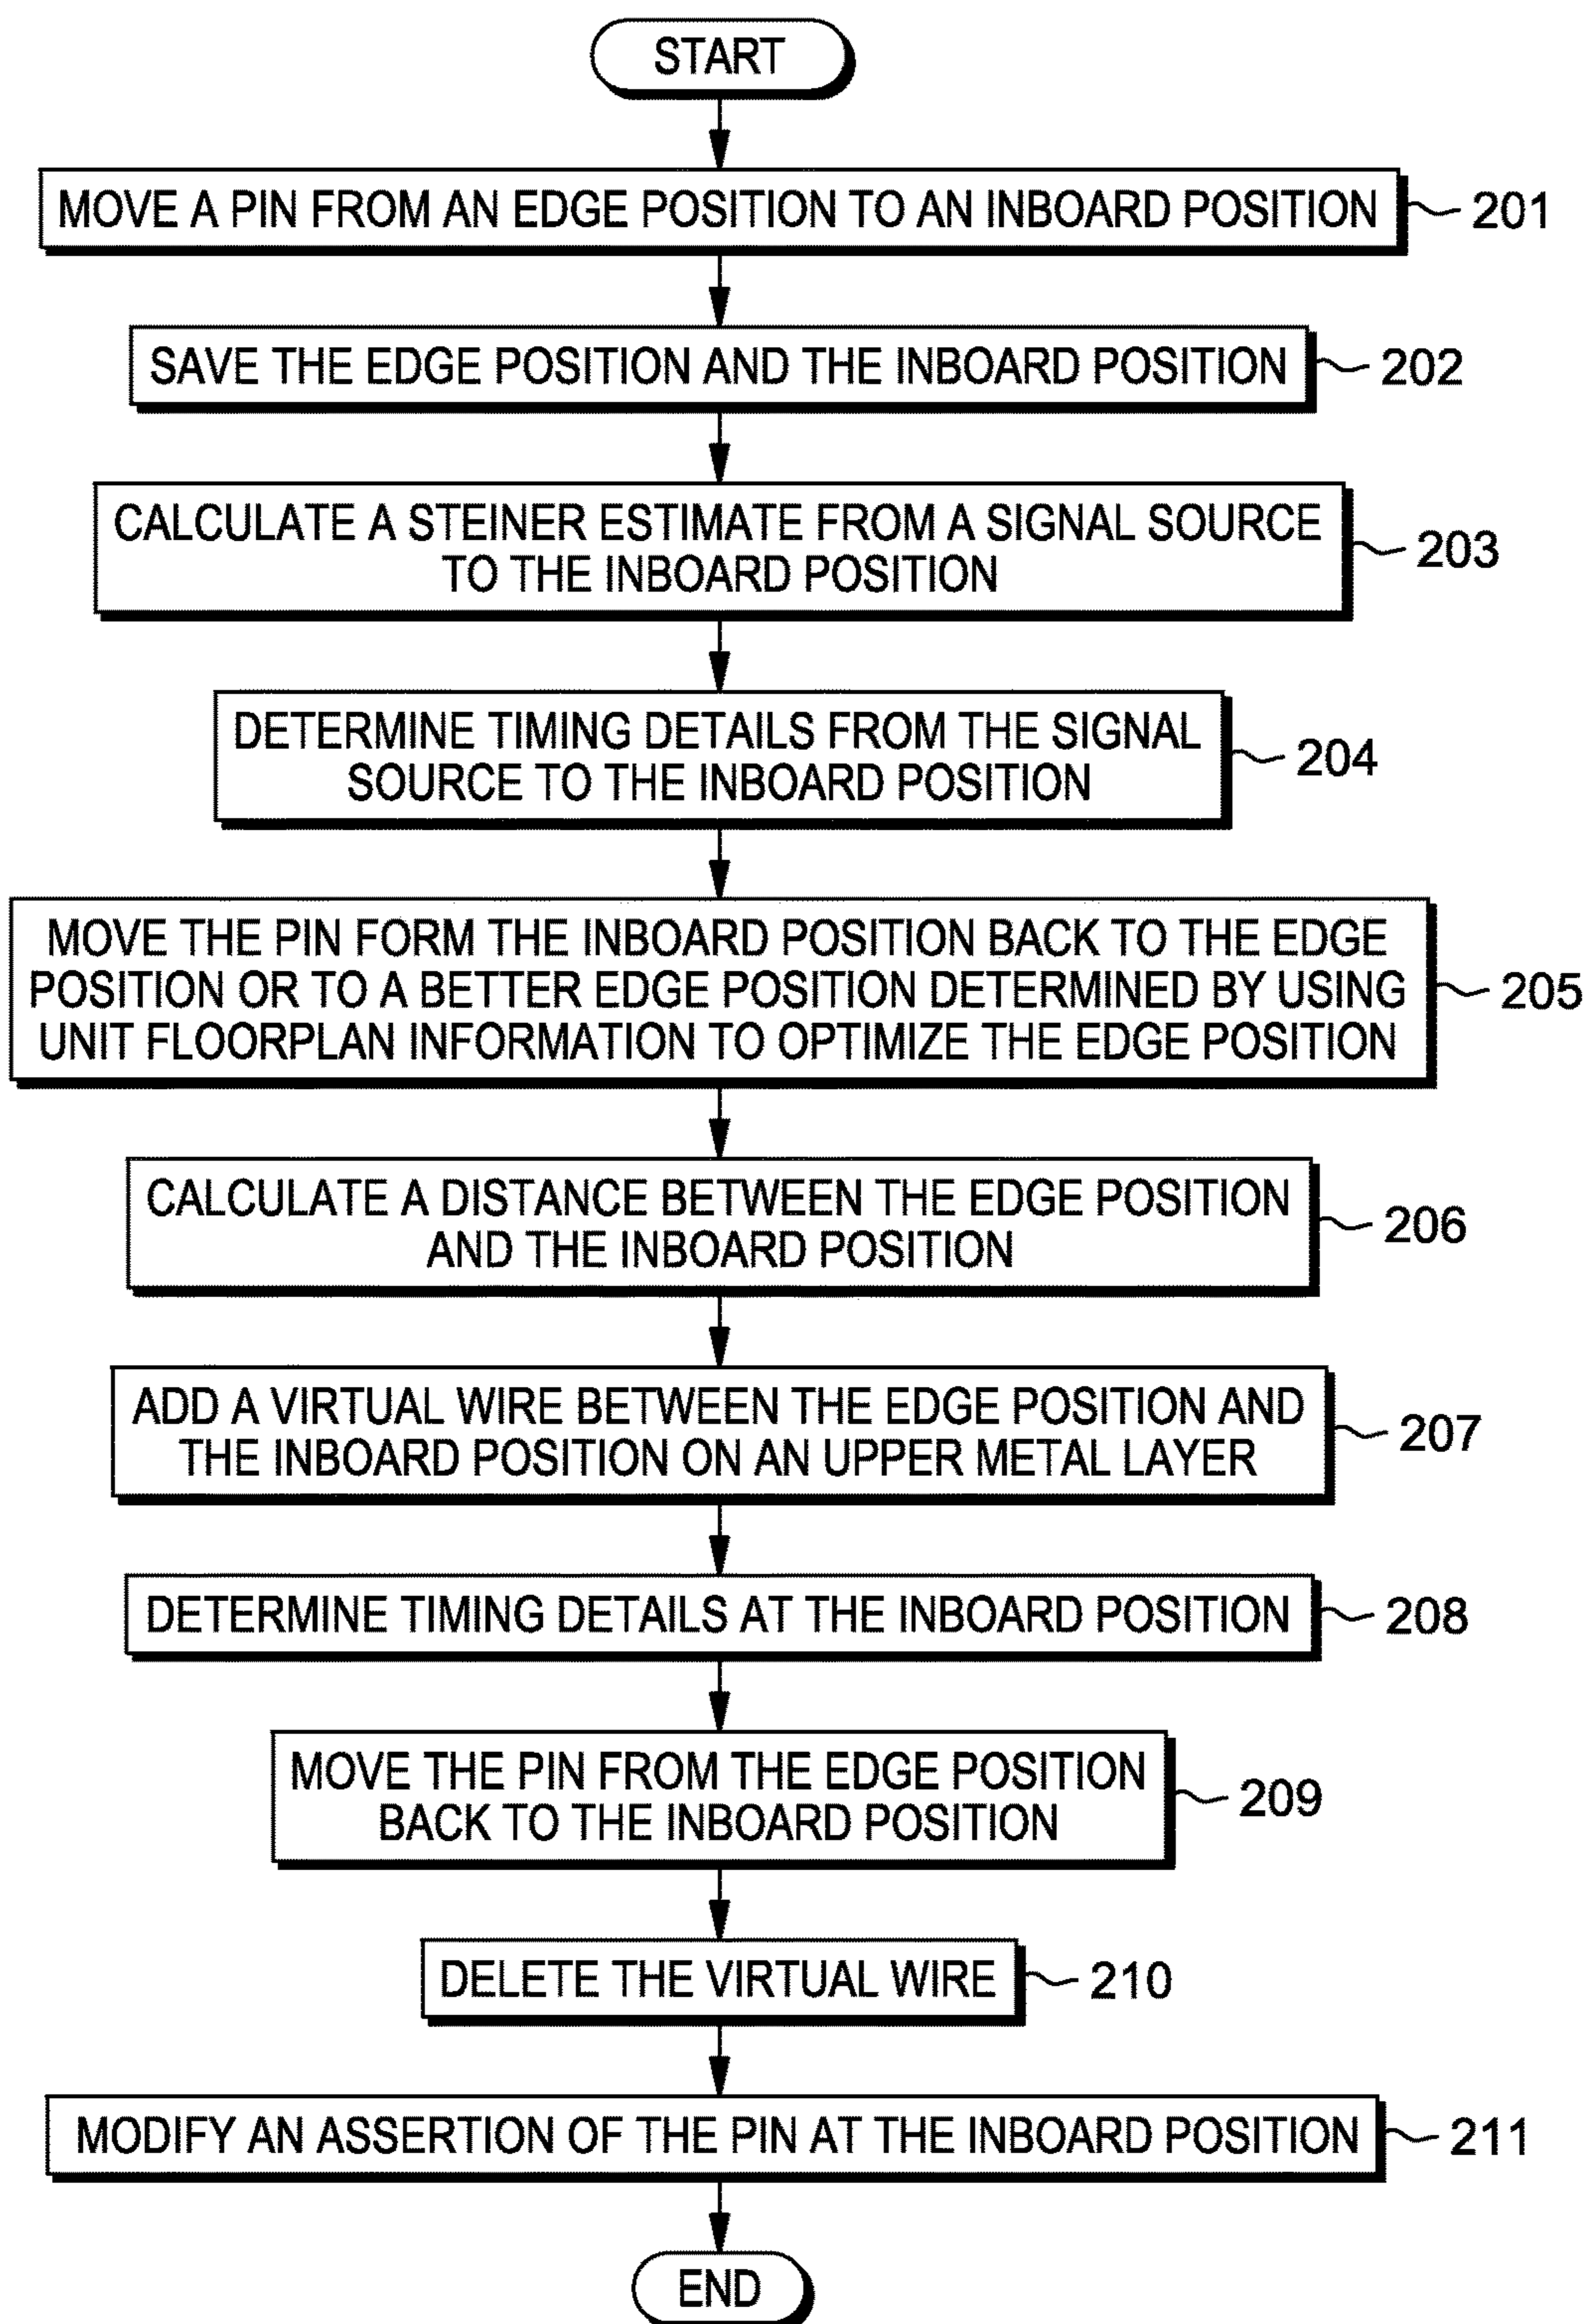 START
MOVE A PIN FROM AN EDGE POSITION TO AN INBOARD POSITION
201
SAVE THE EDGE POSITION AND THE INBOARD POSITION
202
CALCULATE A STEINER ESTIMATE FROM A SIGNAL SOURCE
TO THE INBOARD POSITION
203
DETERMINE TIMING DETAILS FROM THE SIGNAL
SOURCE TO THE INBOARD POSITION
204
MOVE THE PIN FORM THE INBOARD POSITION BACK TO THE EDGE
POSITION OR TO A BETTER EDGE POSITION DETERMINED BY USING
UNIT FLOORPLAN INFORMATION TO OPTIMIZE THE EDGE POSITION
205
CALCULATE A DISTANCE BETWEEN THE EDGE POSITION
AND THE INBOARD POSITION
206
ADD A VIRTUAL WIRE BETWEEN THE EDGE POSITION AND
THE INBOARD POSITION ON AN UPPER METAL LAYER
207
DETERMINE TIMING DETAILS AT THE INBOARD POSITION
208
MOVE THE PIN FROM THE EDGE POSITION
BACK TO THE INBOARD POSITION
209
DELETE THE VIRTUAL WIRE
210
MODIFY AN ASSERTION OF THE PIN AT THE INBOARD POSITION
211
END